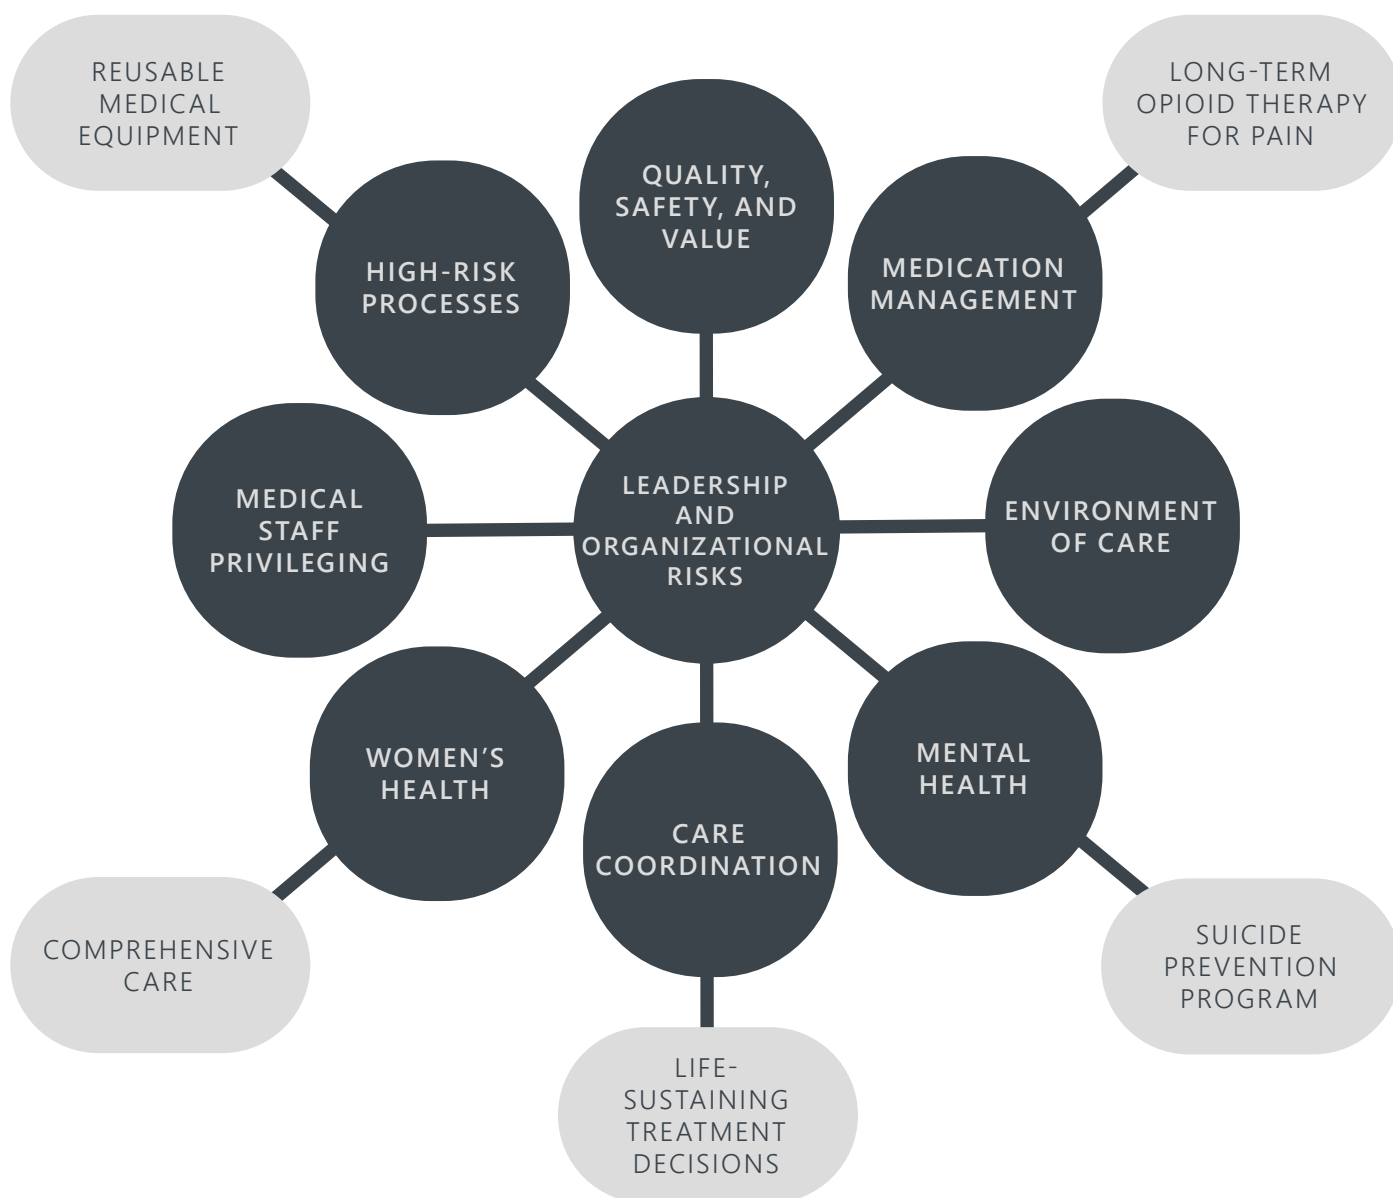 REUSABLE
MEDICAL
EQUIPMENT
LONG-TERM
OPIOID THERAPY
FOR PAIN
QUALITY,
SAFETY, AND
VALUE
HIGH-RISK
PROCESSES
MEDICATION
MANAGEMENT
MEDICAL
STAFF
PRIVILEGING
LEADERSHIP
AND
ORGANIZATIONAL
RISKS
ENVIRONMENT
OF CARE
WOMEN’S
HEALTH
MENTAL
HEALTH
CARE
COORDINATION
COMPREHENSIVE
CARE
SUICIDE
PREVENTION
PROGRAM
LIFE-
SUSTAINING
TREATMENT
DECISIONS